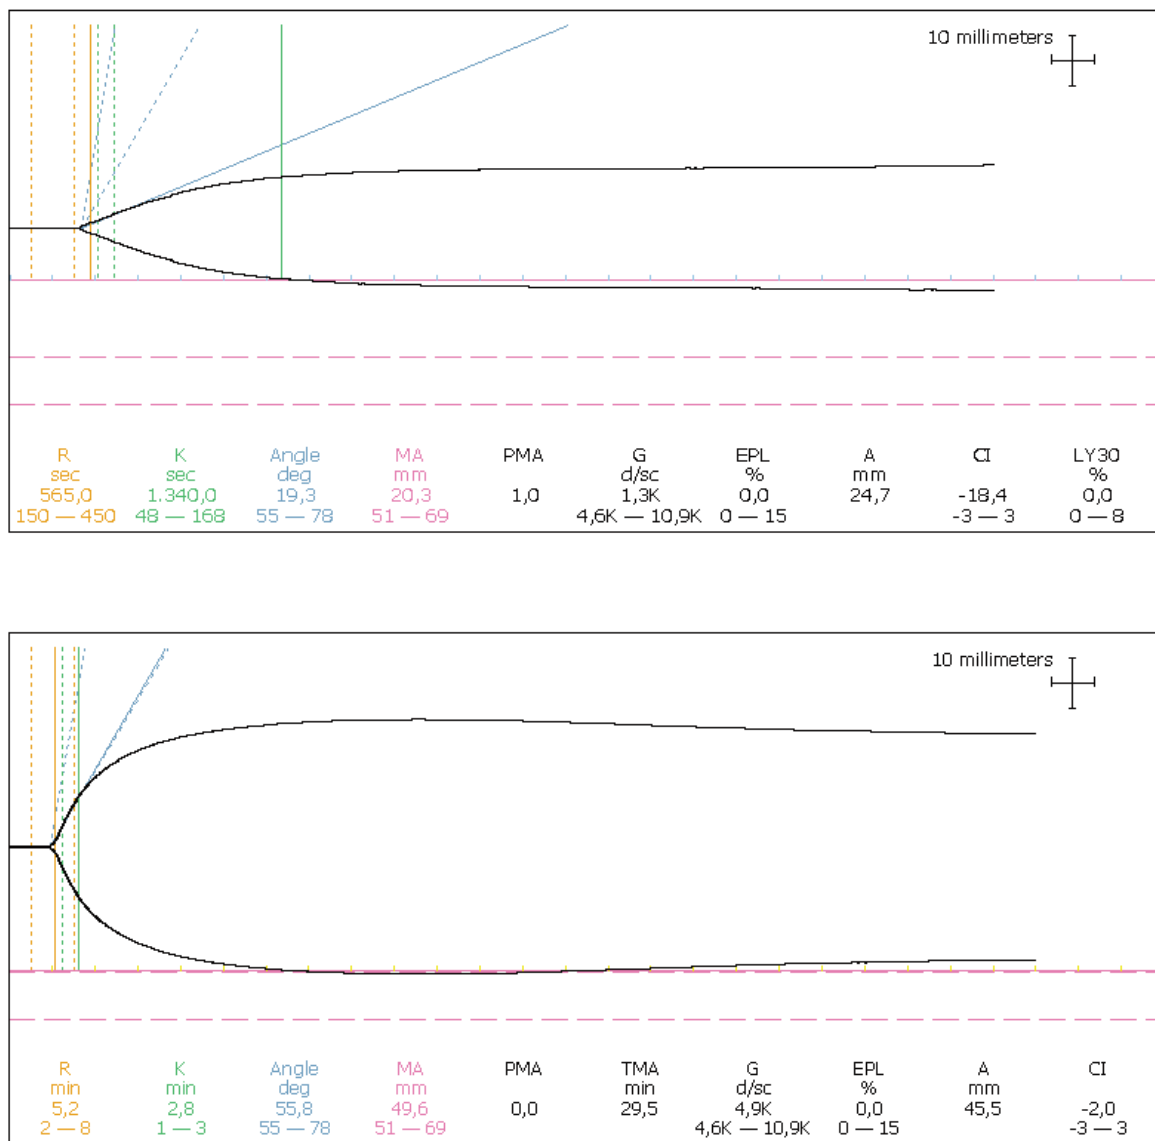 10 millimeters
R K Angle MA PMA G EPL A CI LY30
sec sec deg mm d/sc % mm %
565,0 1.340,0 19,3 20,3 1,0 1,3K 0,0 24,7 -18,4 0,0
150 — 450 48 — 168 55 — 78 51 — 69 4,6K — 10,9K 0 — 15 -3 — 3 0 — 8
10 millimeters
R K Angle MA PMA TMA G EPL A CI
min min deg mm min d/sc % mm
5,2 2,8 55,8 49,6 0,0 29,5 4,9K 0,0 45,5 -2,0
2 — 8 1 — 3 55 — 78 51 — 69 4,6K — 10,9K 0 — 15 -3 — 3